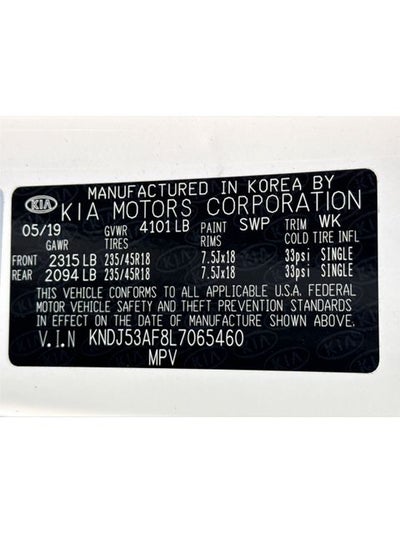 MANUFACTURED IN KOREA BY
KIA KIA MOTORS CORPORATION
05/19 GVWR 4101 LB PAINT SWP TRIM WK
GAWR TIRES RIMS COLD TIRE INFL
FRONT 2315 LB 235/45R18 7.5Jx18 33psi SINGLE
REAR 2094 LB 235/45R18 7.5Jx18 33psi SINGLE
THIS VEHICLE CONFORMS TO ALL APPLICABLE U.S.A. FEDERAL
MOTOR VEHICLE SAFETY AND THEFT PREVENTION STANDARDS
IN EFFECT ON THE DATE OF MANUFACTURE SHOWN ABOVE.
V.I.N KNDJ53AF8L7065460
MPV